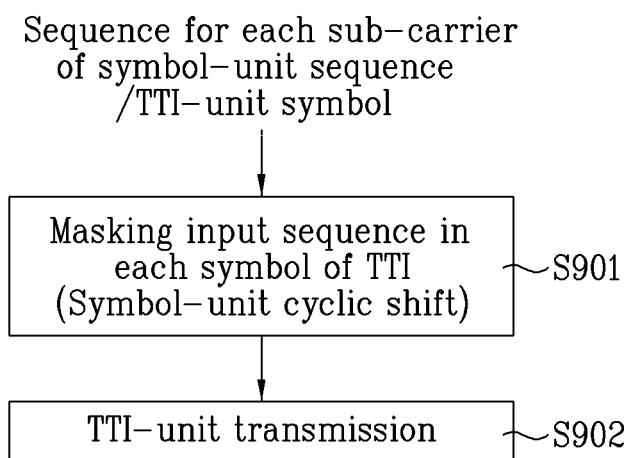 Sequence for each sub-carrier
of symbol-unit sequence
/TTI-unit symbol
Masking input sequence in
each symbol of TTI
(Symbol-unit cyclic shift)
S901
TTI-unit transmission
S902